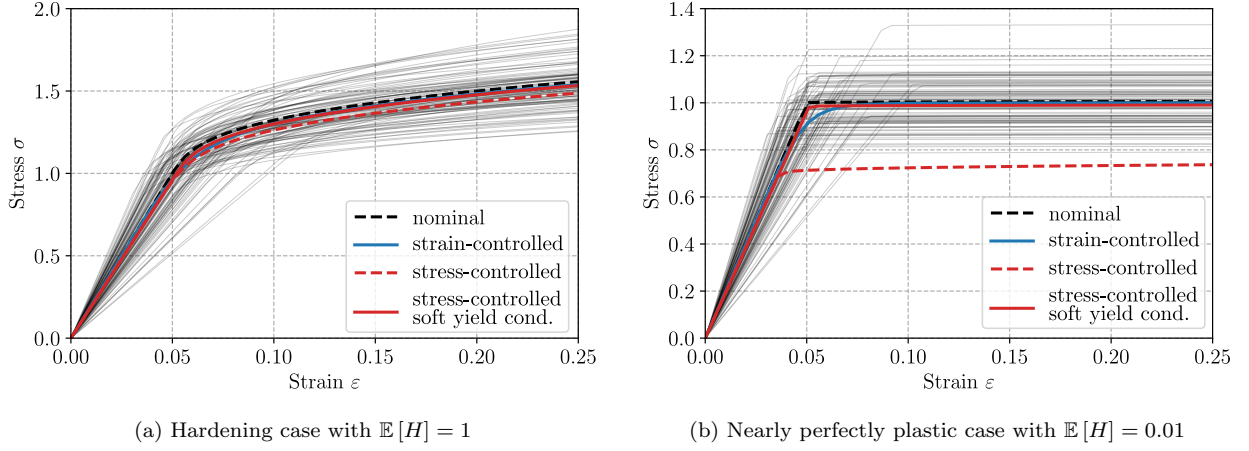 2.0
1.5
1.0
0.5
0.0
Stress σ
0.00 0.05 0.10 0.15 0.20 0.25
Strain ε
nominal
strain-controlled
stress-controlled
stress-controlled
soft yield cond.
(a) Hardening case with 𝔼 [H] = 1
1.4
1.2
1.0
0.8
0.6
0.4
0.2
0.0
Stress σ
0.00 0.05 0.10 0.15 0.20 0.25
Strain ε
nominal
strain-controlled
stress-controlled
stress-controlled
soft yield cond.
(b) Nearly perfectly plastic case with 𝔼 [H] = 0.01